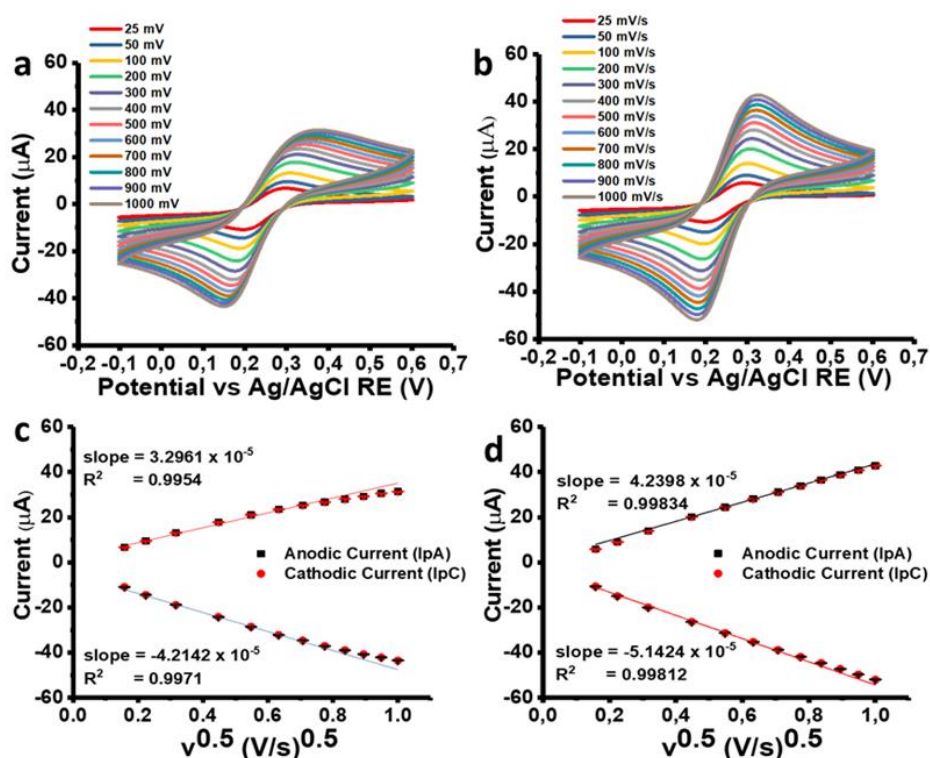 a
25 mV
50 mV
100 mV
200 mV
300 mV
400 mV
500 mV
600 mV
700 mV
800 mV
900 mV
1000 mV
60
40
20
0
-20
-40
-60
Current (μA)
-0,2 -0,1 0,0 0,1 0,2 0,3 0,4 0,5 0,6 0,7
Potential vs Ag/AgCl RE (V)
b
25 mV/s
50 mV/s
100 mV/s
200 mV/s
300 mV/s
400 mV/s
500 mV/s
600 mV/s
700 mV/s
800 mV/s
900 mV/s
1000 mV/s
60
40
20
0
-20
-40
-60
Current (μA)
-0,2 -0,1 0,0 0,1 0,2 0,3 0,4 0,5 0,6 0,7
Potential vs Ag/AgCl RE (V)
c
slope = 3.2961 x 10⁻⁵
R² = 0.9954
Anodic Current (IpA)
Cathodic Current (IpC)
slope = -4.2142 x 10⁻⁵
R² = 0.9971
60
40
20
0
-20
-40
-60
Current (μA)
0.0 0.2 0.4 0.6 0.8 1.0
v⁰·⁵ (V/s)⁰·⁵
d
slope = 4.2398 x 10⁻⁵
R² = 0.99834
Anodic Current (IpA)
Cathodic Current (IpC)
slope = -5.1424 x 10⁻⁵
R² = 0.99812
60
40
20
0
-20
-40
-60
Current (μA)
0,0 0,2 0,4 0,6 0,8 1,0
v⁰·⁵ (V/s)⁰·⁵